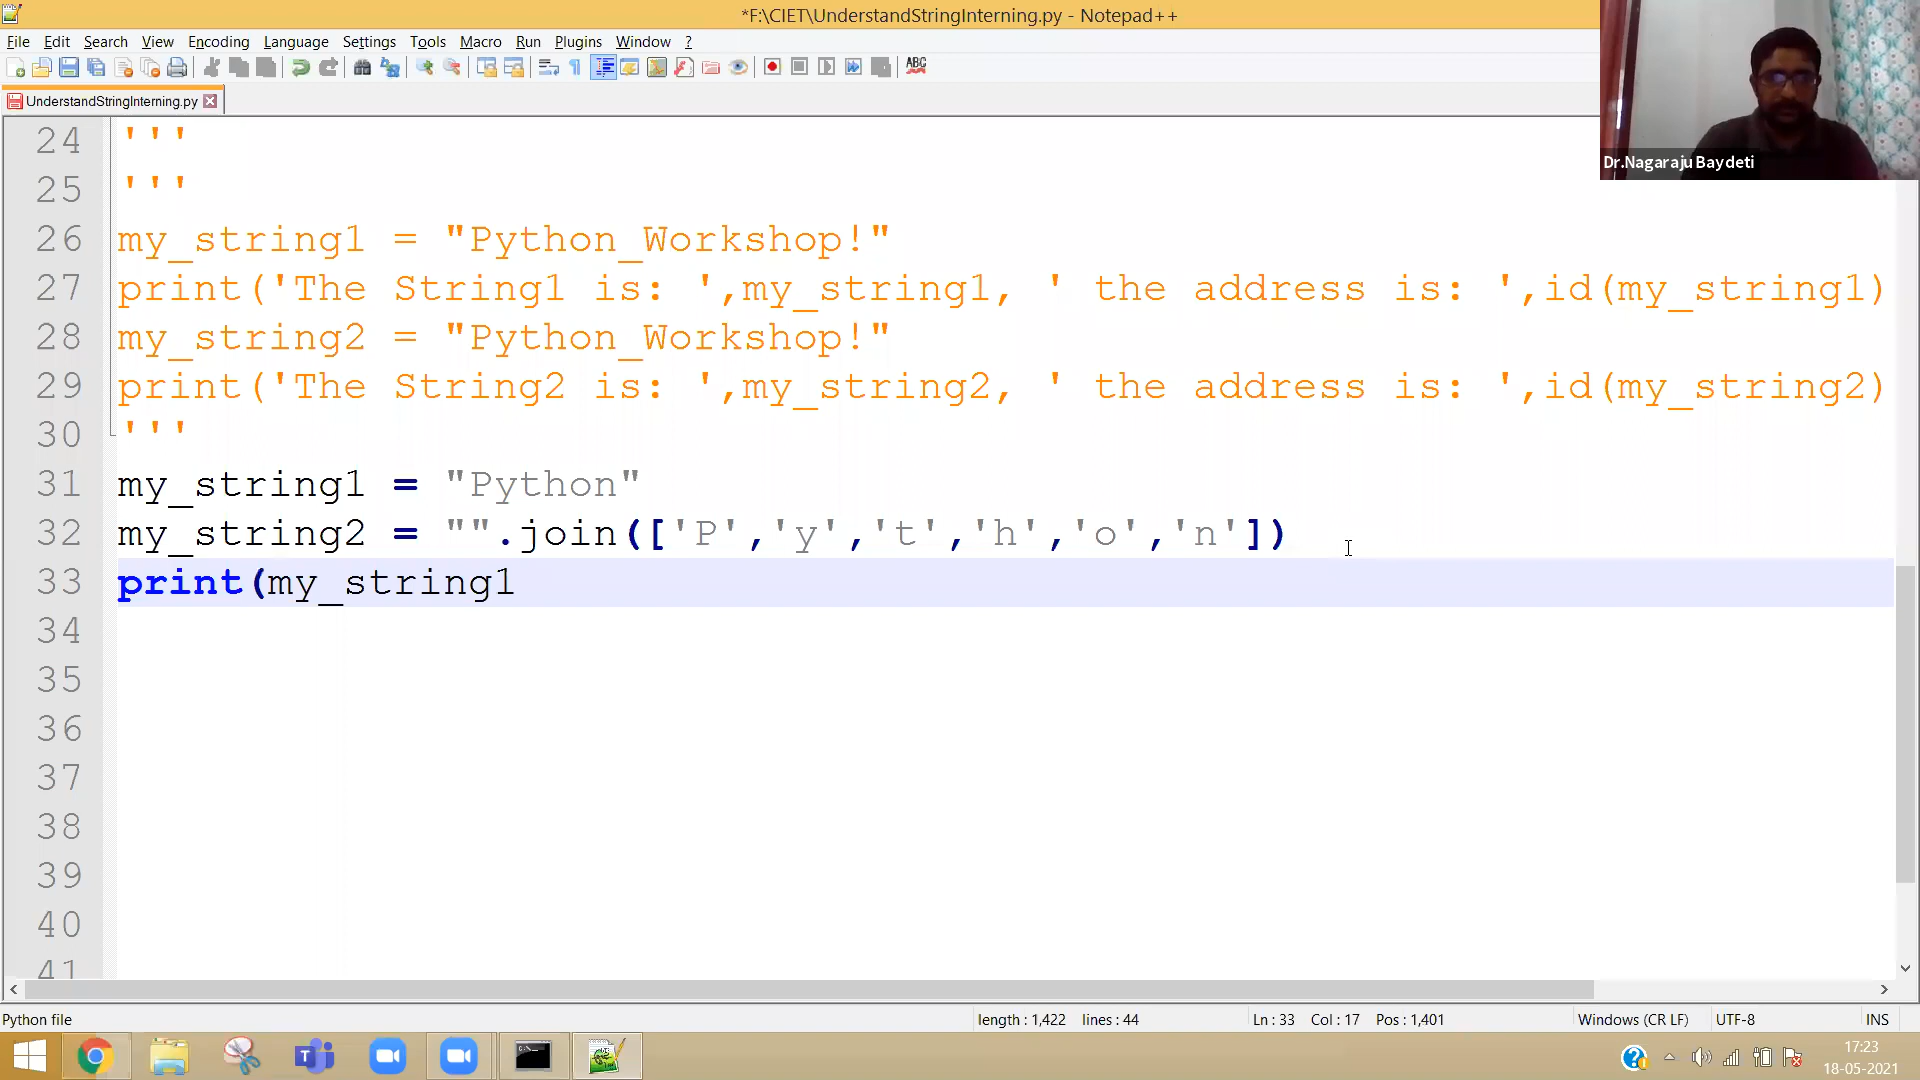 *F:\CIET\UnderstandStringInterning.py - Notepad++
File Edit Search View Encoding Language Settings Tools Macro Run Plugins Window ?
ABC
UnderstandStringInterning.py
Dr.Nagaraju Baydeti
24 '''
25 '''
26 my_string1 = "Python_Workshop!"
27 print('The String1 is: ',my_string1, ' the address is: ',id(my_string1)
28 my_string2 = "Python_Workshop!"
29 print('The String2 is: ',my_string2, ' the address is: ',id(my_string2)
30 '''
31 my_string1 = "Python"
32 my_string2 = "".join(['P','y','t','h','o','n'])
33 print(my_string1
34
35
36
37
38
39
40
41
Python file length : 1,422 lines : 44 Ln : 33 Col : 17 Pos : 1,401 Windows (CR LF) UTF-8 INS
17:23
18-05-2021